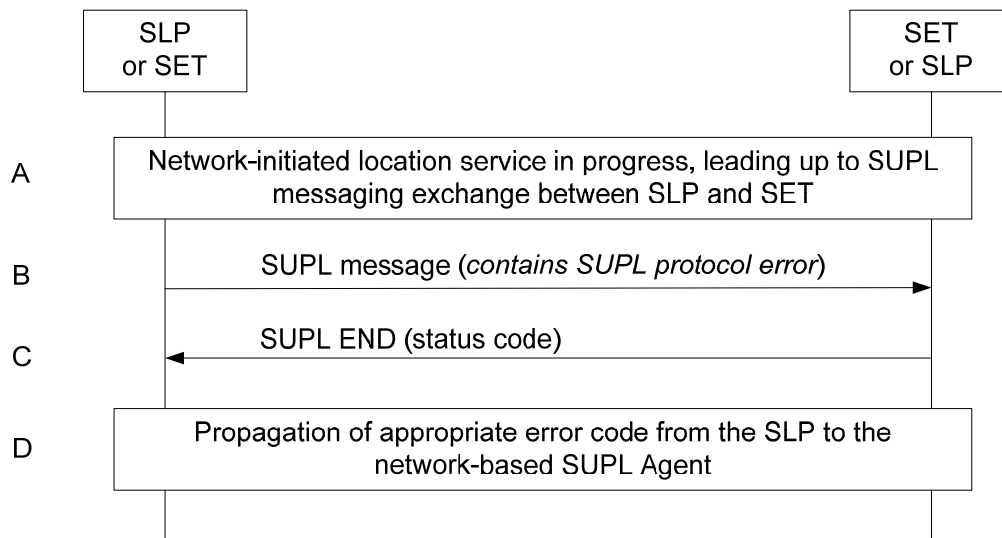 SLP
or SET
SET
or SLP
A
Network-initiated location service in progress, leading up to SUPL
messaging exchange between SLP and SET
B
SUPL message (contains SUPL protocol error)
C
SUPL END (status code)
D
Propagation of appropriate error code from the SLP to the
network-based SUPL Agent